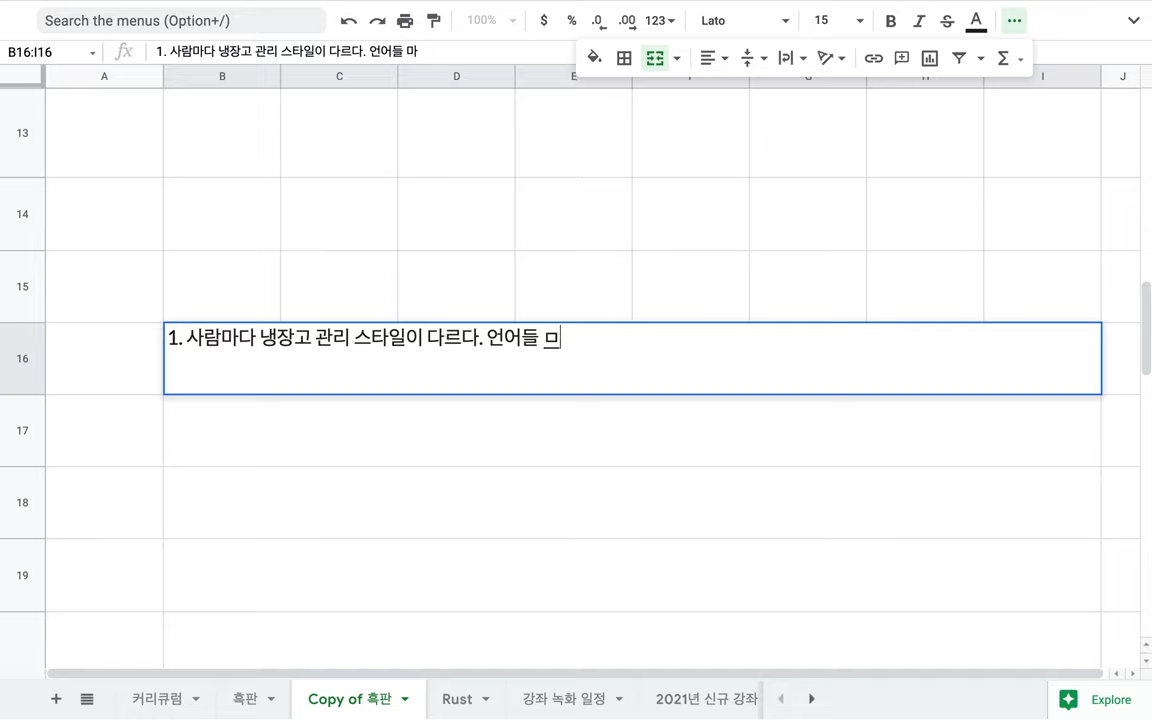 Search the menus (Option+/)
100%
$ % .0 .00 123
Lato
15
B I S A
B16:I16
fx
1. 사람마다 냉장고 관리 스타일이 다르다. 언어들 마
A B C D E I J
13
14
15
16
1. 사람마다 냉장고 관리 스타일이 다르다. 언어들 ㅁ
17
18
19
커리큐럼 흑판 Copy of 흑판 Rust 강좌 녹화 일정 2021년 신규 강좌
Explore